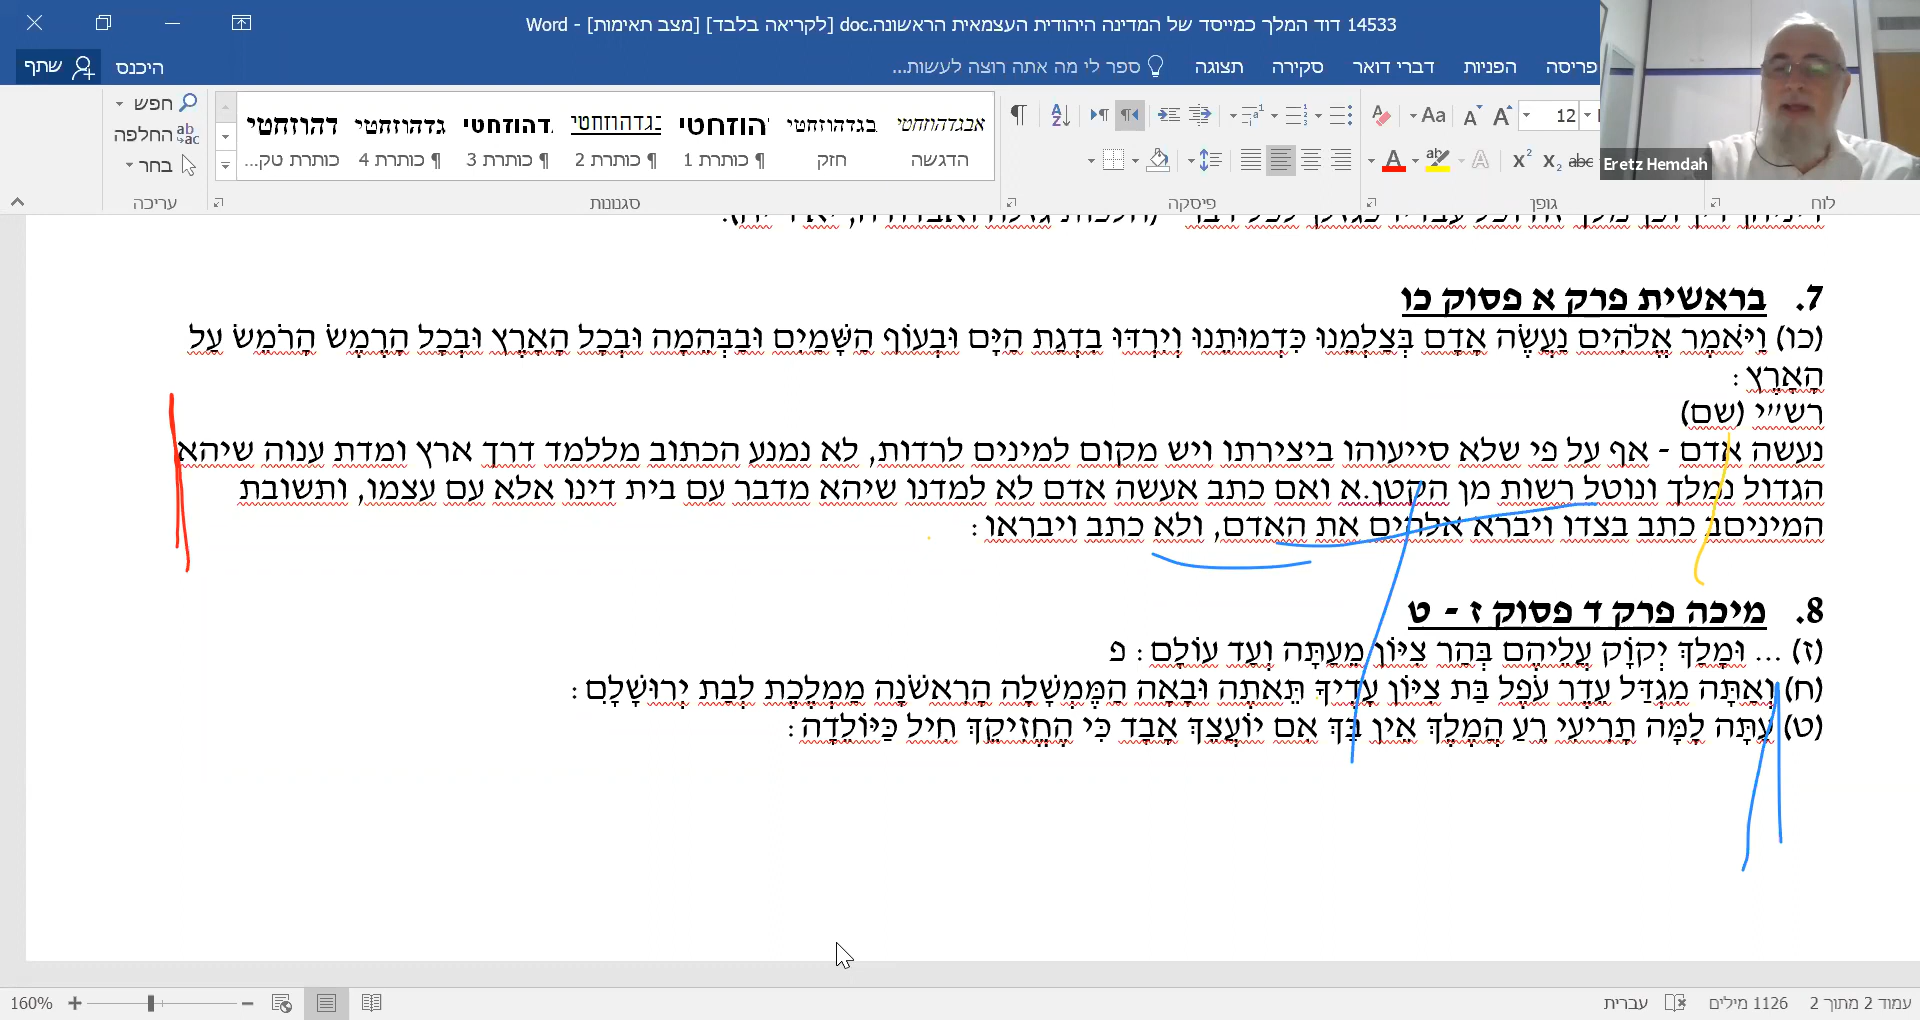 14533 דוד המלך כמייסד של המדינה היהודית העצמאית הראשונה.doc [לקריאה בלבד] [מצב תאימות] - Word
פריסה הפניות דברי דואר סקירה תצוגה ספר לי מה אתה רוצה לעשות... היכנס שתף
Eretz Hemdah
12
אבגדהוזחטי הדגשה
בגדהוזחטי חזק
הוזחטי ¶ כותרת 1
בגדהוזחטי ¶ כותרת 2
דהוזחטי ¶ כותרת 3
גדהוזחטי ¶ כותרת 4
דהוזחטי כותרת טק...
חפש
החלפה
בחר
לוח גופן פיסקה סגנונות עריכה
7. בראשית פרק א פסוק כו
(כו) וַיֹּאמֶר אֱלֹהִים נַעֲשֶׂה אָדָם בְּצַלְמֵנוּ כִּדְמוּתֵנוּ וְיִרְדּוּ בִדְגַת הַיָּם וּבְעוֹף הַשָּׁמַיִם וּבַבְּהֵמָה וּבְכָל הָאָרֶץ וּבְכָל הָרֶמֶשׂ הָרֹמֵשׂ עַל
הָאָרֶץ:
רש"י (שם)
נעשה אדם - אף על פי שלא סייעוהו ביצירתו ויש מקום למינים לרדות, לא נמנע הכתוב מללמד דרך ארץ ומדת ענוה שיהא
הגדול נמלך ונוטל רשות מן הקטן.א ואם כתב אעשה אדם לא למדנו שיהא מדבר עם בית דינו אלא עם עצמו, ותשובת
המיניםב כתב בצדו ויברא אלהים את האדם, ולא כתב ויבראו:
8. מיכה פרק ד פסוק ז - ט
(ז) ... וּמָלַךְ יְקֹוָק עֲלֵיהֶם בְּהַר צִיּוֹן מֵעַתָּה וְעַד עוֹלָם: פ
(ח) וְאַתָּה מִגְדַּל עֵדֶר עֹפֶל בַּת צִיּוֹן עָדֶיךָ תֵּאתֶה וּבָאָה הַמֶּמְשָׁלָה הָרִאשֹׁנָה מַמְלֶכֶת לְבַת יְרוּשָׁלִָם:
(ט) עַתָּה לָמָּה תָרִיעִי רֵעַ הֲמֶלֶךְ אֵין בָּךְ אִם יוֹעֲצֵךְ אָבָד כִּי הֶחֱזִיקֵךְ חִיל כַּיּוֹלֵדָה:
עמוד 2 מתוך 2 1126 מילים עברית 160%